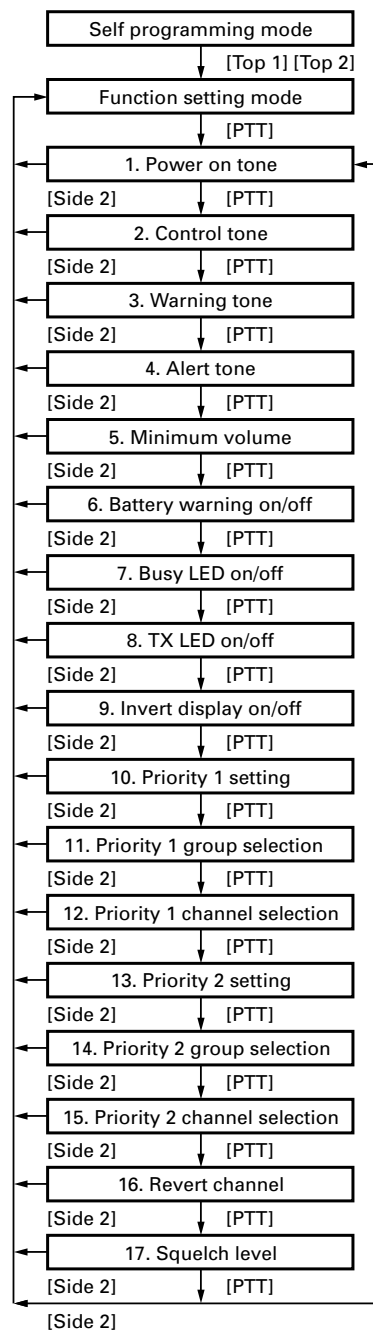 Self programming mode
[Top 1] [Top 2]
Function setting mode
[PTT]
1. Power on tone
[Side 2] [PTT]
2. Control tone
[Side 2] [PTT]
3. Warning tone
[Side 2] [PTT]
4. Alert tone
[Side 2] [PTT]
5. Minimum volume
[Side 2] [PTT]
6. Battery warning on/off
[Side 2] [PTT]
7. Busy LED on/off
[Side 2] [PTT]
8. TX LED on/off
[Side 2] [PTT]
9. Invert display on/off
[Side 2] [PTT]
10. Priority 1 setting
[Side 2] [PTT]
11. Priority 1 group selection
[Side 2] [PTT]
12. Priority 1 channel selection
[Side 2] [PTT]
13. Priority 2 setting
[Side 2] [PTT]
14. Priority 2 group selection
[Side 2] [PTT]
15. Priority 2 channel selection
[Side 2] [PTT]
16. Revert channel
[Side 2] [PTT]
17. Squelch level
[Side 2] [PTT]
[Side 2]